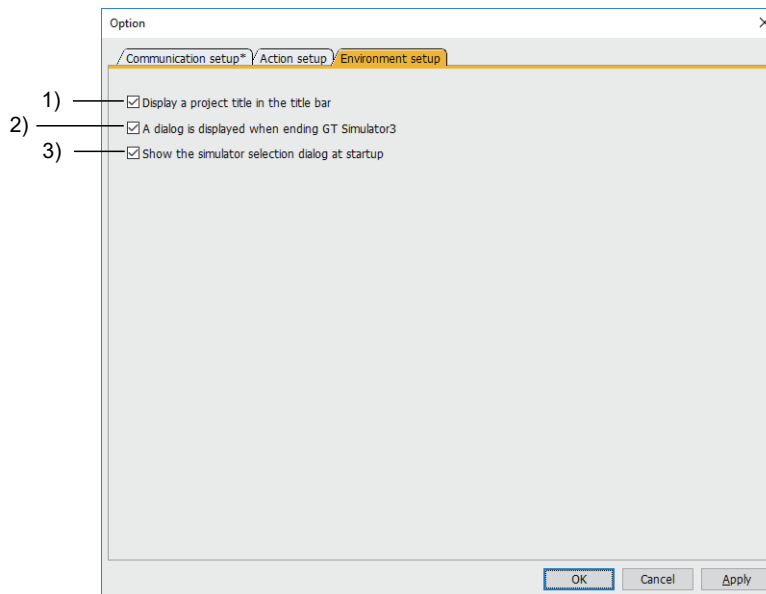 Option
Communication setup* Action setup Environment setup
1) Display a project title in the title bar
2) A dialog is displayed when ending GT Simulator3
3) Show the simulator selection dialog at startup
OK Cancel Apply